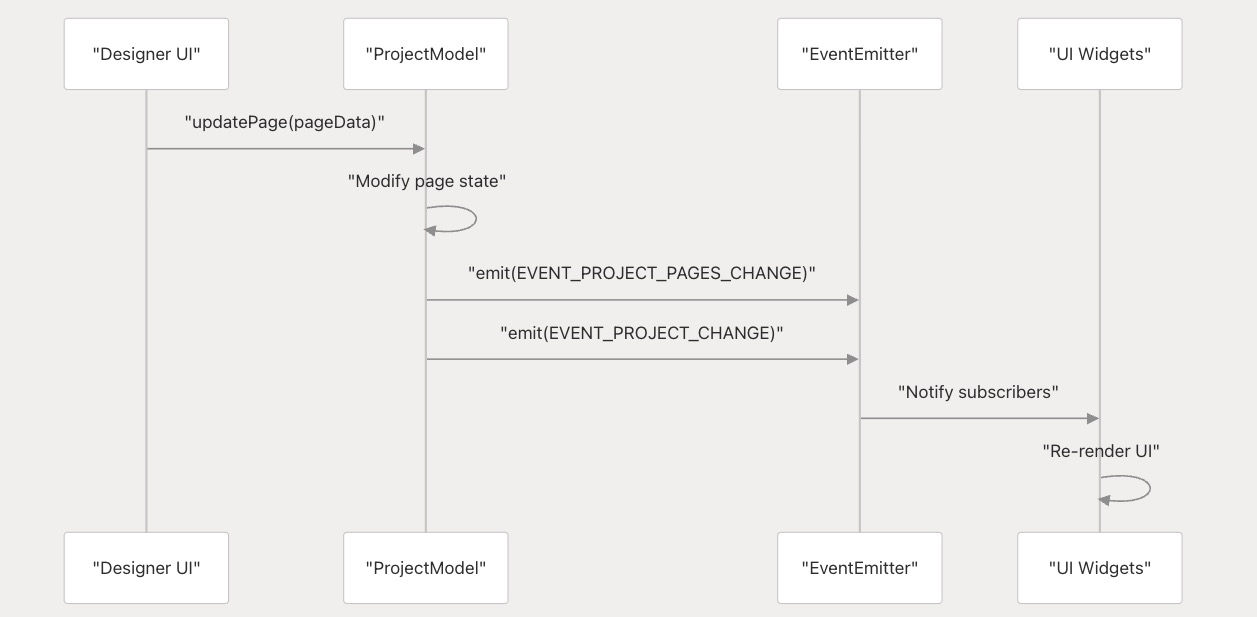 "Designer UI"
"ProjectModel"
"EventEmitter"
"UI Widgets"
"updatePage(pageData)"
"Modify page state"
"emit(EVENT_PROJECT_PAGES_CHANGE)"
"emit(EVENT_PROJECT_CHANGE)"
"Notify subscribers"
"Re-render UI"
"Designer UI"
"ProjectModel"
"EventEmitter"
"UI Widgets"